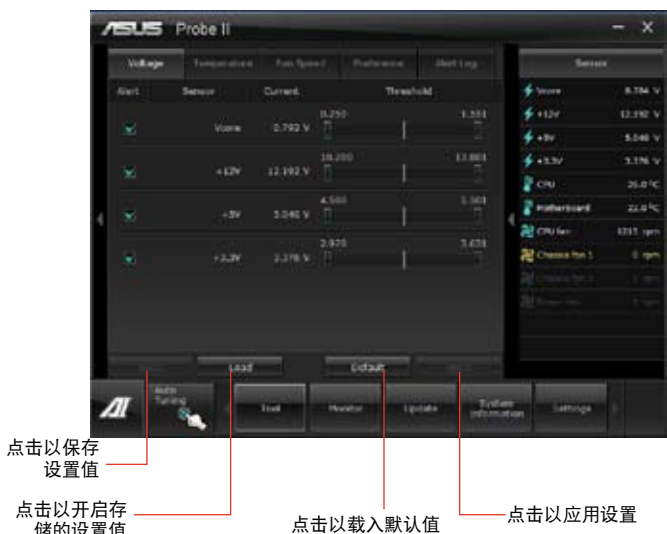 ASUS Probe II
Voltage Temperature Fan Speed Preference Alert Log Sensor
Alert Sensor Current Threshold
Vcore 0.792 V 0.250 1.551
+12V 12.192 V 10.200 13.801
+5V 5.040 V 4.500 5.501
+3.3V 3.376 V 2.970 3.631
Vcore 0.784 V
+12V 12.192 V
+5V 5.040 V
+3.3V 3.376 V
CPU 26.0 ºC
Motherboard 22.0 ºC
CPU fan rpm
Chassis fan 1 0 rpm
Load Default
Auto Tuning
Tool Monitor Update System Information Settings
点击以保存
设置值
点击以开启存
储的设置值
点击以载入默认值
点击以应用设置